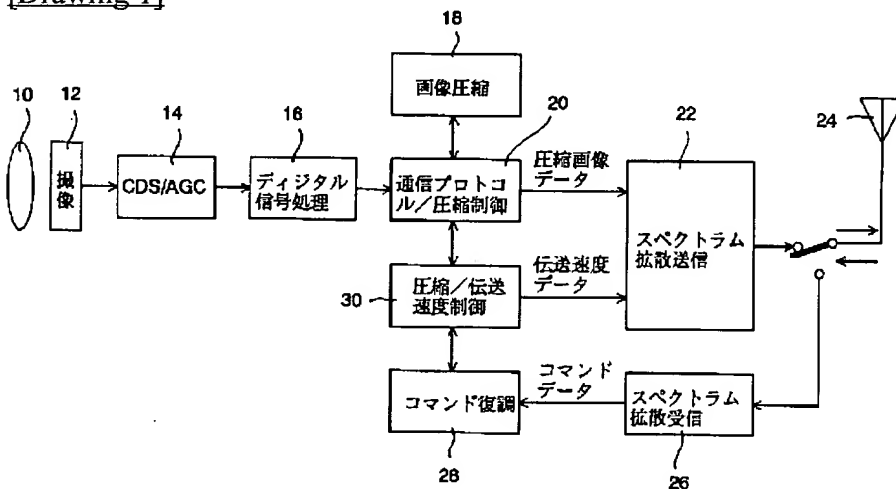 [Drawing 1]
18
画像圧縮
10
12
14
16
20
22
24
撮像
CDS/AGC
ディジタル
信号処理
通信プロトコ
ル/圧縮制御
圧縮画像
データ
スペクトラム
拡散送信
30
圧縮/伝送
速度制御
伝送速度
データ
コマンド復調
コマンド
データ
スペクトラム
拡散受信
28
26